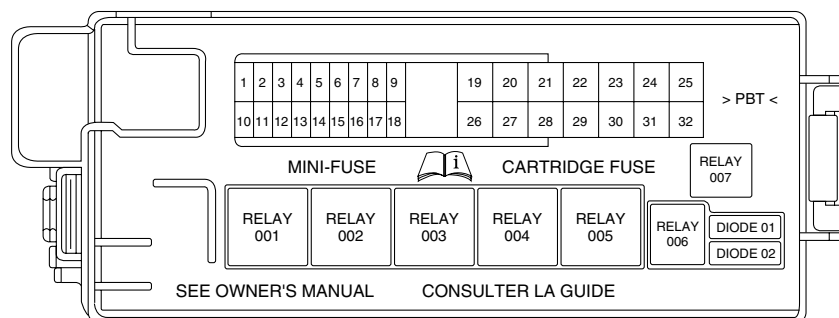 1 2 3 4 5 6 7 8 9 19 20 21 22 23 24 25
> PBT <
10 11 12 13 14 15 16 17 18 26 27 28 29 30 31 32
MINI-FUSE i CARTRIDGE FUSE
RELAY 007
RELAY 001
RELAY 002
RELAY 003
RELAY 004
RELAY 005
RELAY 006
DIODE 01
DIODE 02
SEE OWNER'S MANUAL CONSULTER LA GUIDE